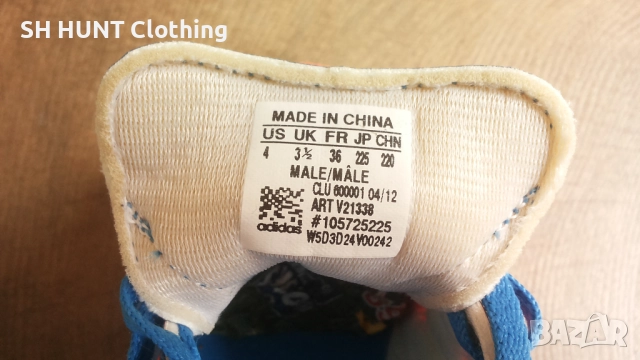 SH HUNT Clothing
MADE IN CHINA
US UK FR JP CHN
4 3½ 36 225 220
MALE/MÂLE
CLU 600001 04/12
ART V21338
#105725225
adidas W5D3D24V00242
BAZAR